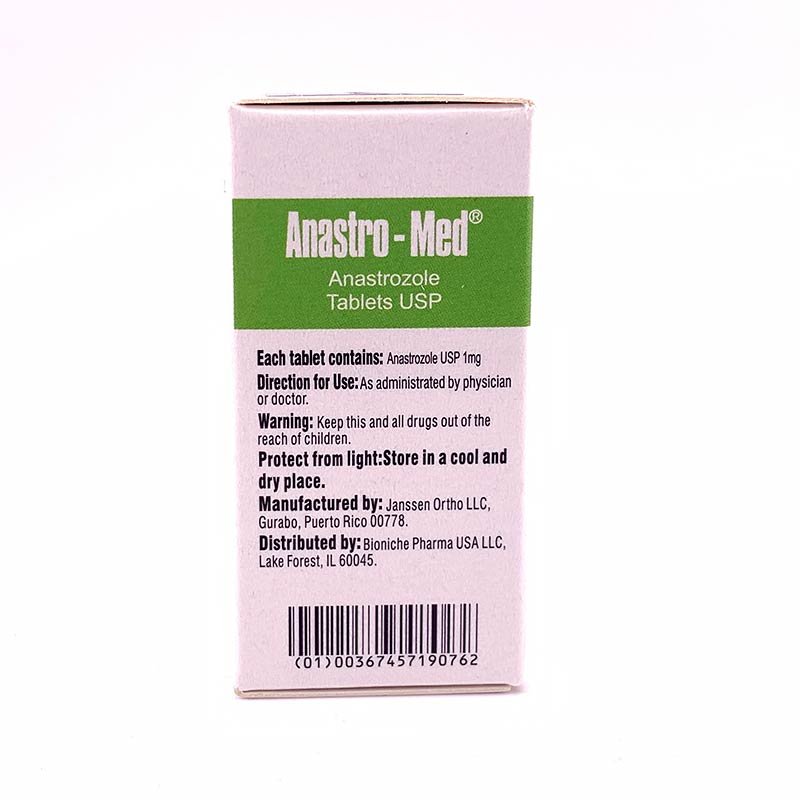 Anastro - Med®
Anastrozole
Tablets USP
Each tablet contains: Anastrozole USP 1mg
Direction for Use: As administrated by physician
or doctor.
Warning: Keep this and all drugs out of the
reach of children.
Protect from light:Store in a cool and
dry place.
Manufactured by: Janssen Ortho LLC,
Gurabo, Puerto Rico 00778.
Distributed by: Bioniche Pharma USA LLC,
Lake Forest, IL 60045.
(01)00367457190762